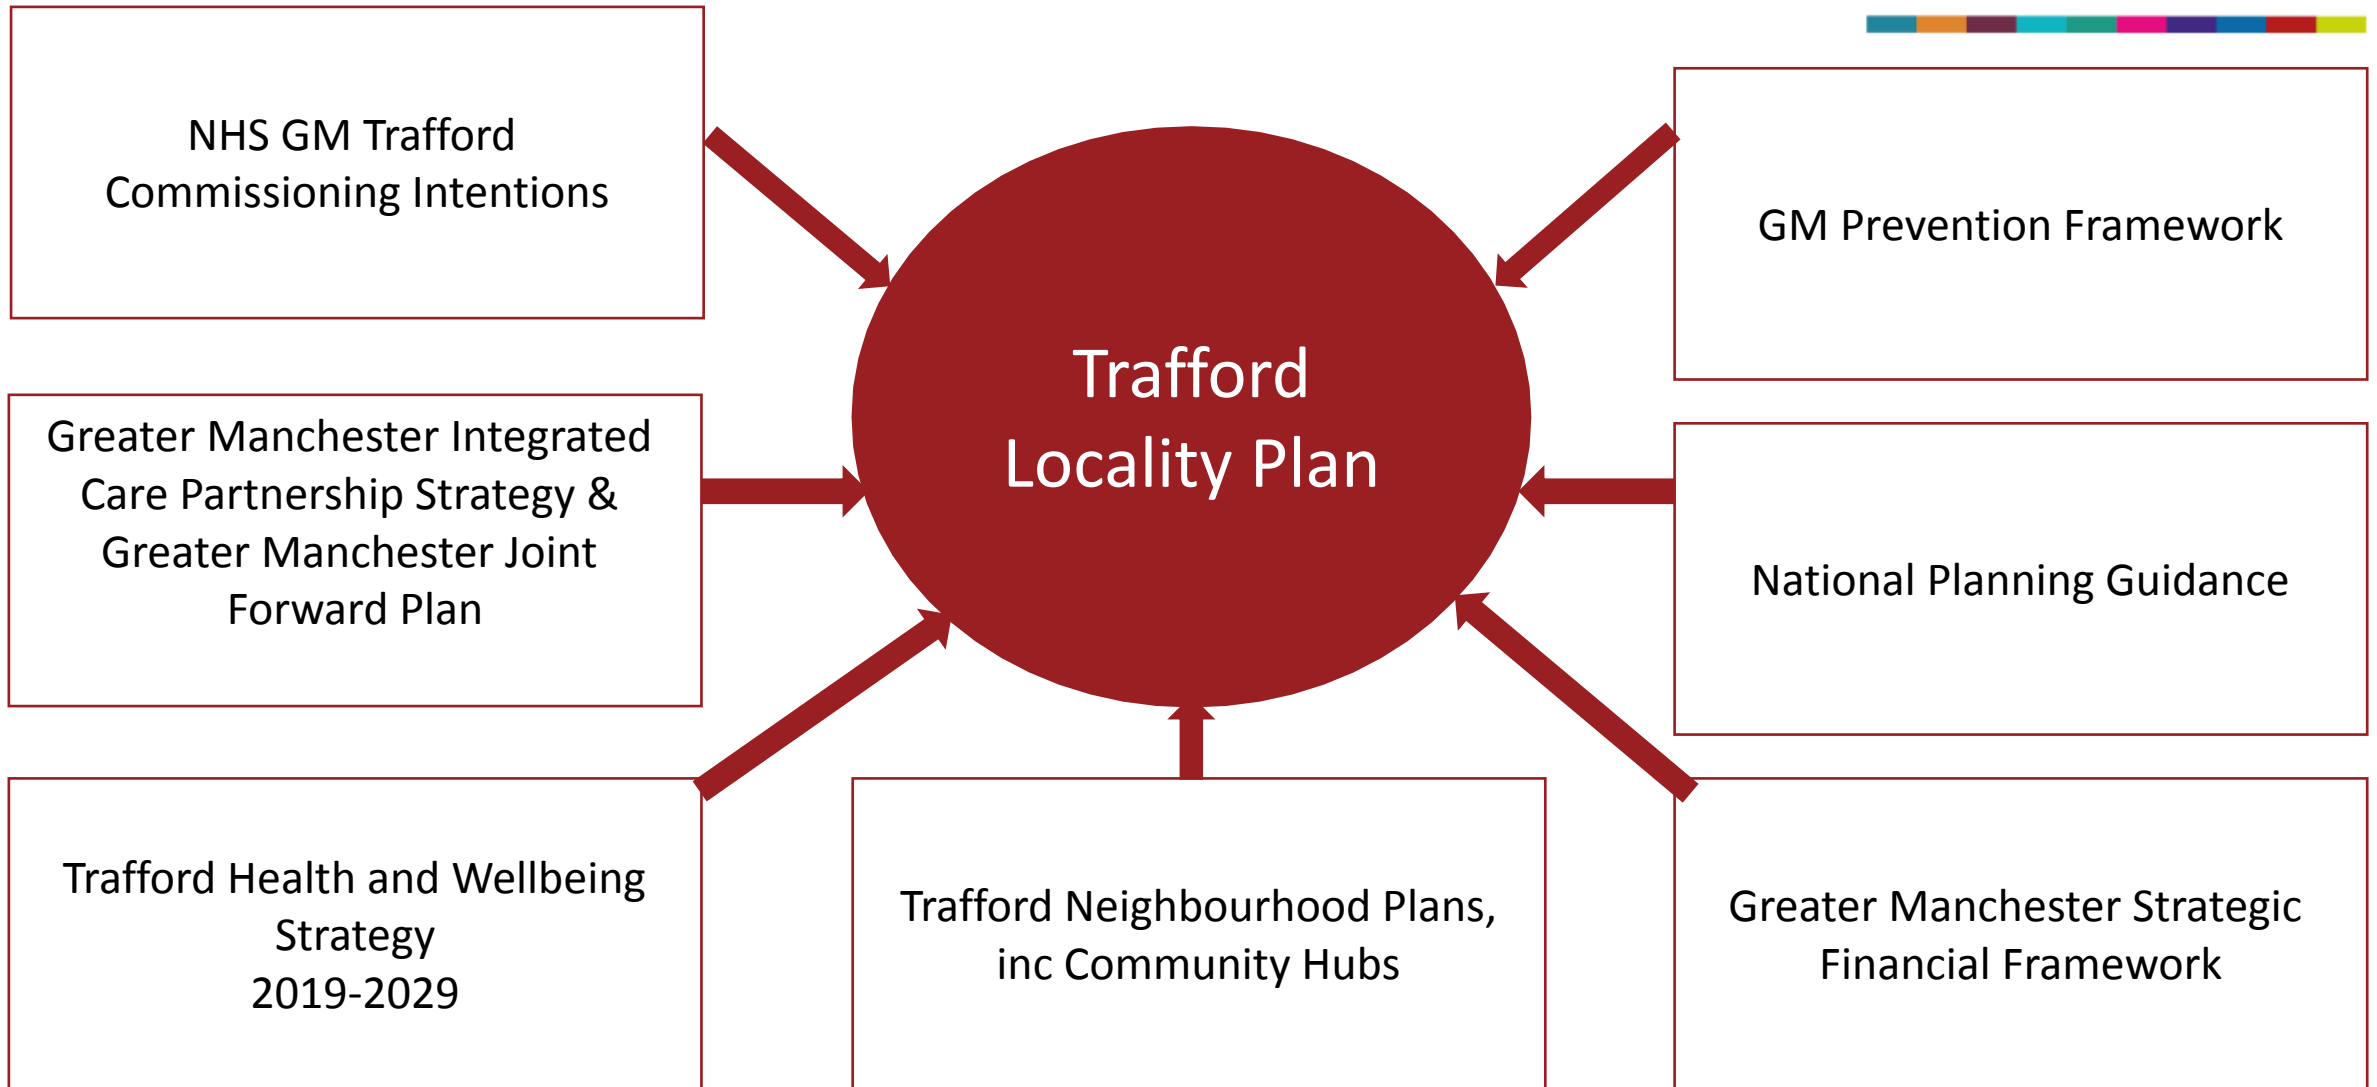 NHS GM Trafford
Commissioning Intentions
GM Prevention Framework
Trafford
Locality Plan
Greater Manchester Integrated
Care Partnership Strategy &
Greater Manchester Joint
Forward Plan
National Planning Guidance
Trafford Health and Wellbeing
Strategy
2019-2029
Trafford Neighbourhood Plans,
inc Community Hubs
Greater Manchester Strategic
Financial Framework